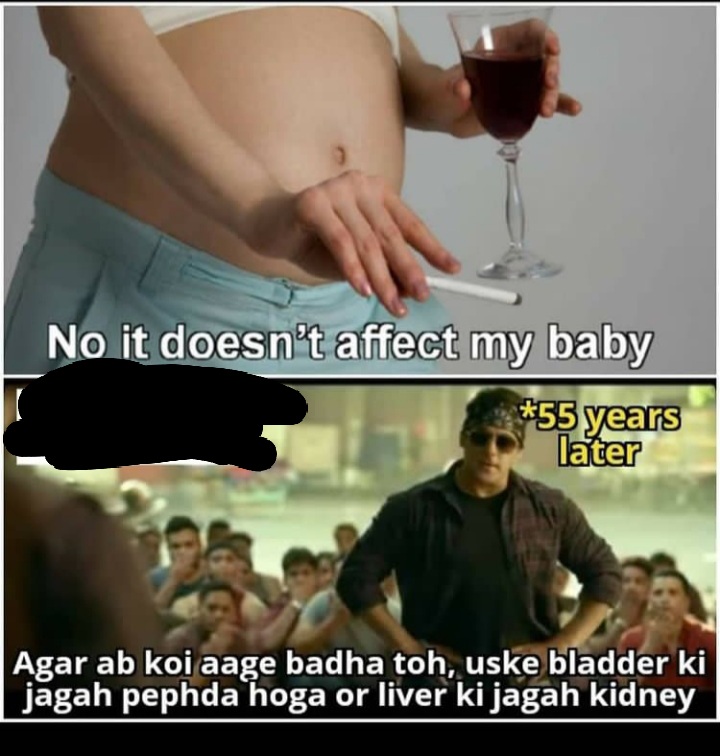 No it doesn't affect my baby
*55 years
later
Agar ab koi aage badha toh, uske bladder ki
jagah pephda hoga or liver ki jagah kidney